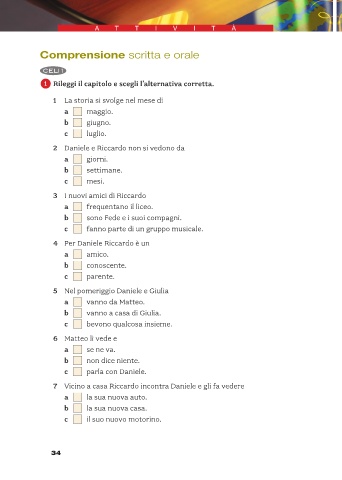 ATTIVITÀ
Comprensione scritta e orale
CELI 1
1 Rileggi il capitolo e scegli l'alternativa corretta.
1 La storia si svolge nel mese di
a maggio.
b giugno.
c luglio.
2 Daniele e Riccardo non si vedono da
a giorni.
b settimane.
c mesi.
3 I nuovi amici di Riccardo
a frequentano il liceo.
b sono Fede e i suoi compagni.
c fanno parte di un gruppo musicale.
4 Per Daniele Riccardo è un
a amico.
b conoscente.
c parente.
5 Nel pomeriggio Daniele e Giulia
a vanno da Matteo.
b vanno a casa di Giulia.
c bevono qualcosa insieme.
6 Matteo li vede e
a se ne va.
b non dice niente.
c parla con Daniele.
7 Vicino a casa Riccardo incontra Daniele e gli fa vedere
a la sua nuova auto.
b la sua nuova casa.
c il suo nuovo motorino.
34